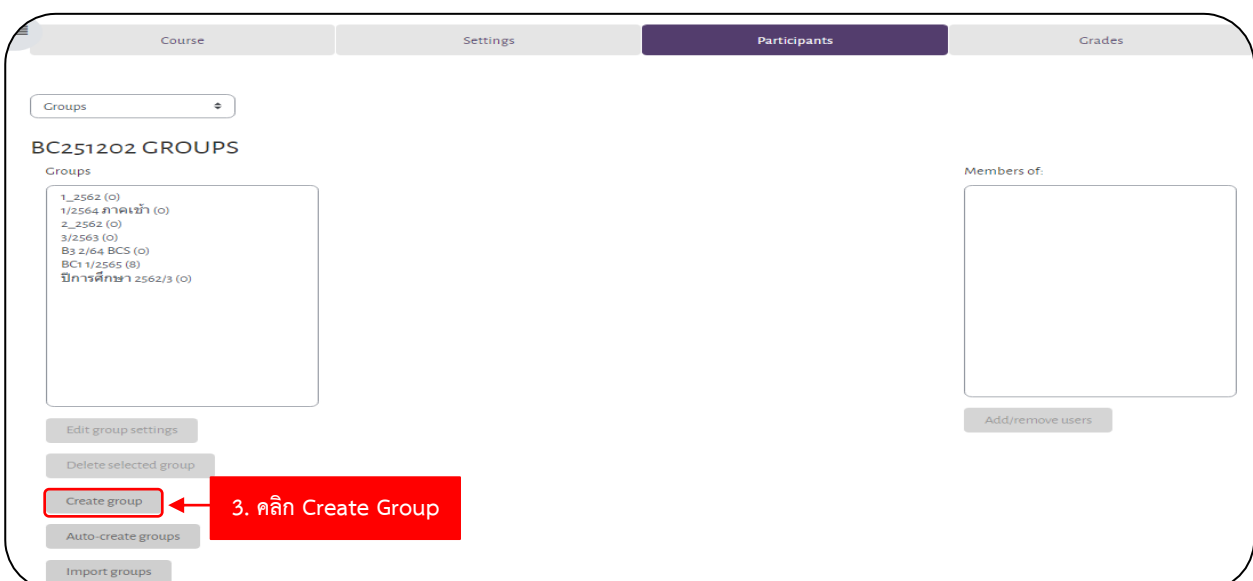 Course
Settings
Participants
Grades
Groups
BC251202 GROUPS
Groups
Members of:
1_2562 (0)
1/2564 ภาคเช้า (0)
2_2562 (0)
3/2563 (0)
B3 2/64 BCS (0)
BC1 1/2565 (8)
ปีการศึกษา 2562/3 (0)
Edit group settings
Add/remove users
Delete selected group
Create group
3. คลิก Create Group
Auto-create groups
Import groups